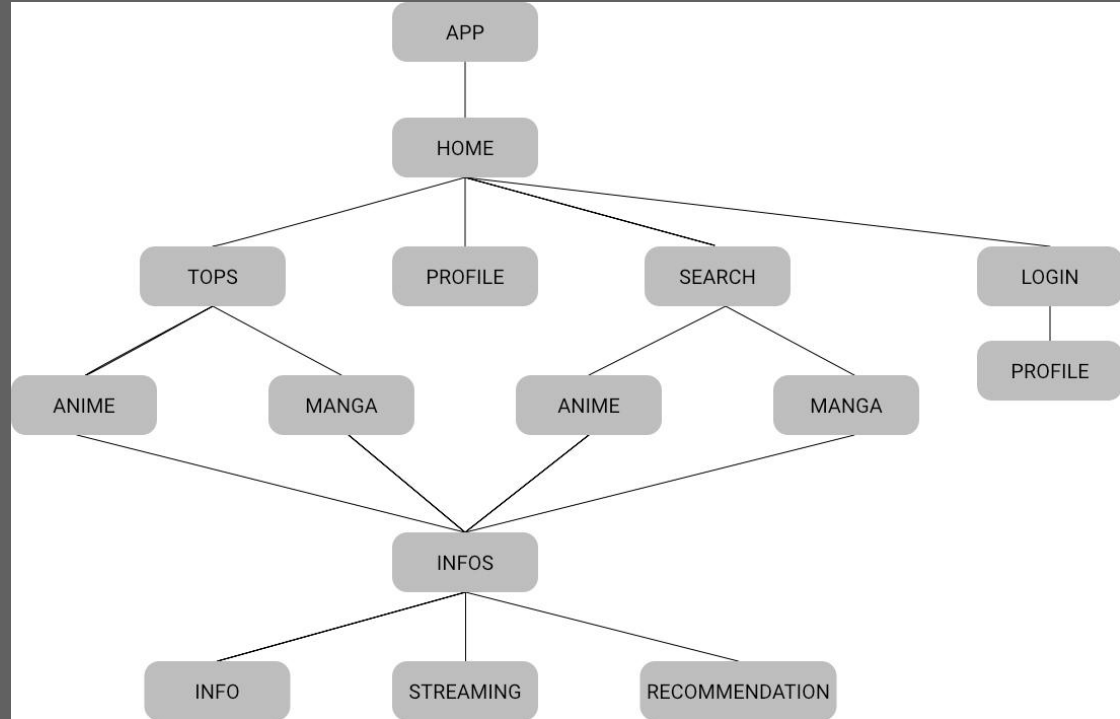 APP
HOME
TOPS
PROFILE
SEARCH
LOGIN
PROFILE
ANIME
MANGA
ANIME
MANGA
INFOS
INFO
STREAMING
RECOMMENDATION